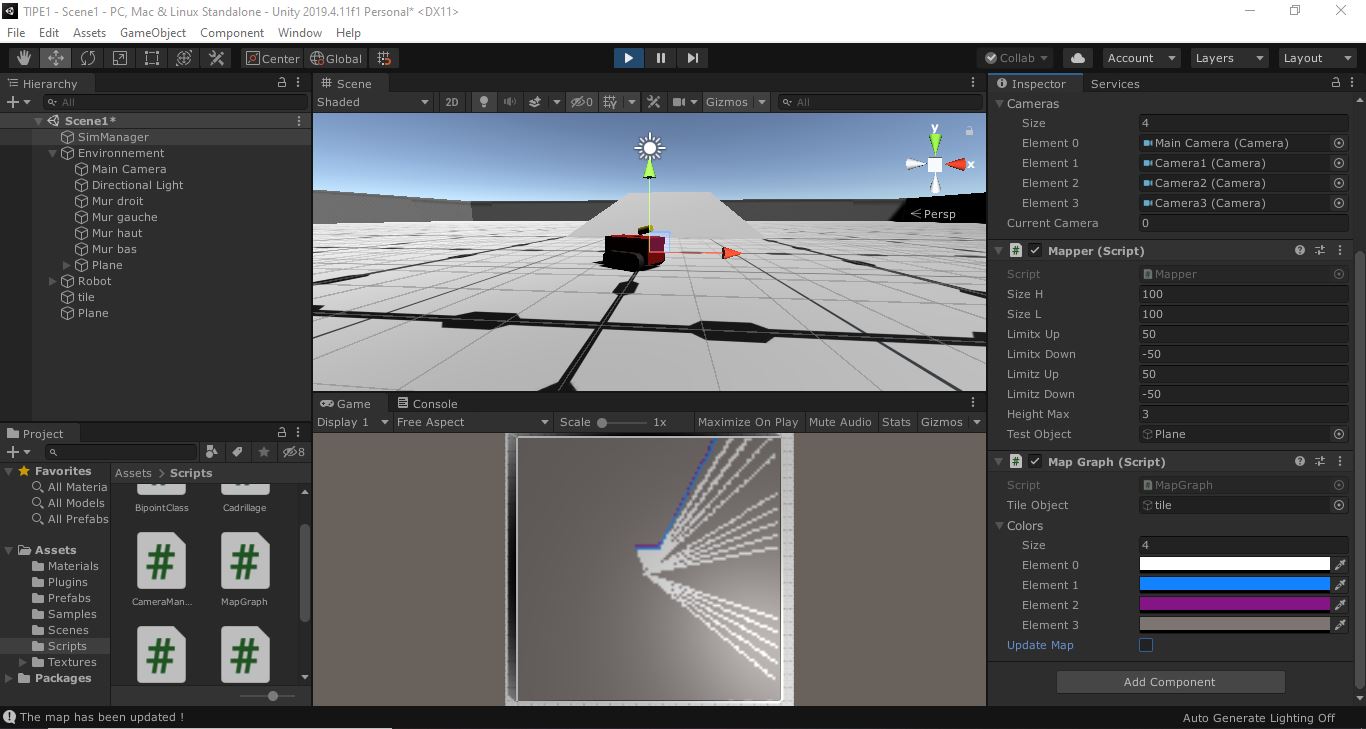 TIPE1 - Scene1 - PC, Mac & Linux Standalone - Unity 2019.4.11f1 Personal* <DX11>
File Edit Assets GameObject Component Window Help
Center Global Collab Account Layers Layout
Hierarchy
All
Scene1*
SimManager
Environnement
Main Camera
Directional Light
Mur droit
Mur gauche
Mur haut
Mur bas
Plane
Robot
tile
Plane
Scene
Shaded 2D 0 Gizmos All
y
x
Persp
Game Console
Display 1 Free Aspect Scale 1x Maximize On Play Mute Audio Stats Gizmos
Project
8
Favorites
All Materia
All Models
All Prefabs
Assets
Materials
Plugins
Prefabs
Samples
Scenes
Scripts
Textures
Packages
Assets > Scripts
BipointClass Cadrillage
# #
CameraMan... MapGraph
# #
Inspector Services
Cameras
Size 4
Element 0 Main Camera (Camera)
Element 1 Camera1 (Camera)
Element 2 Camera2 (Camera)
Element 3 Camera3 (Camera)
Current Camera 0
# Mapper (Script)
Script Mapper
Size H 100
Size L 100
Limitx Up 50
Limitx Down -50
Limitz Up 50
Limitz Down -50
Height Max 3
Test Object Plane
# Map Graph (Script)
Script MapGraph
Tile Object tile
Colors
Size 4
Element 0
Element 1
Element 2
Element 3
Update Map
Add Component
The map has been updated !
Auto Generate Lighting Off